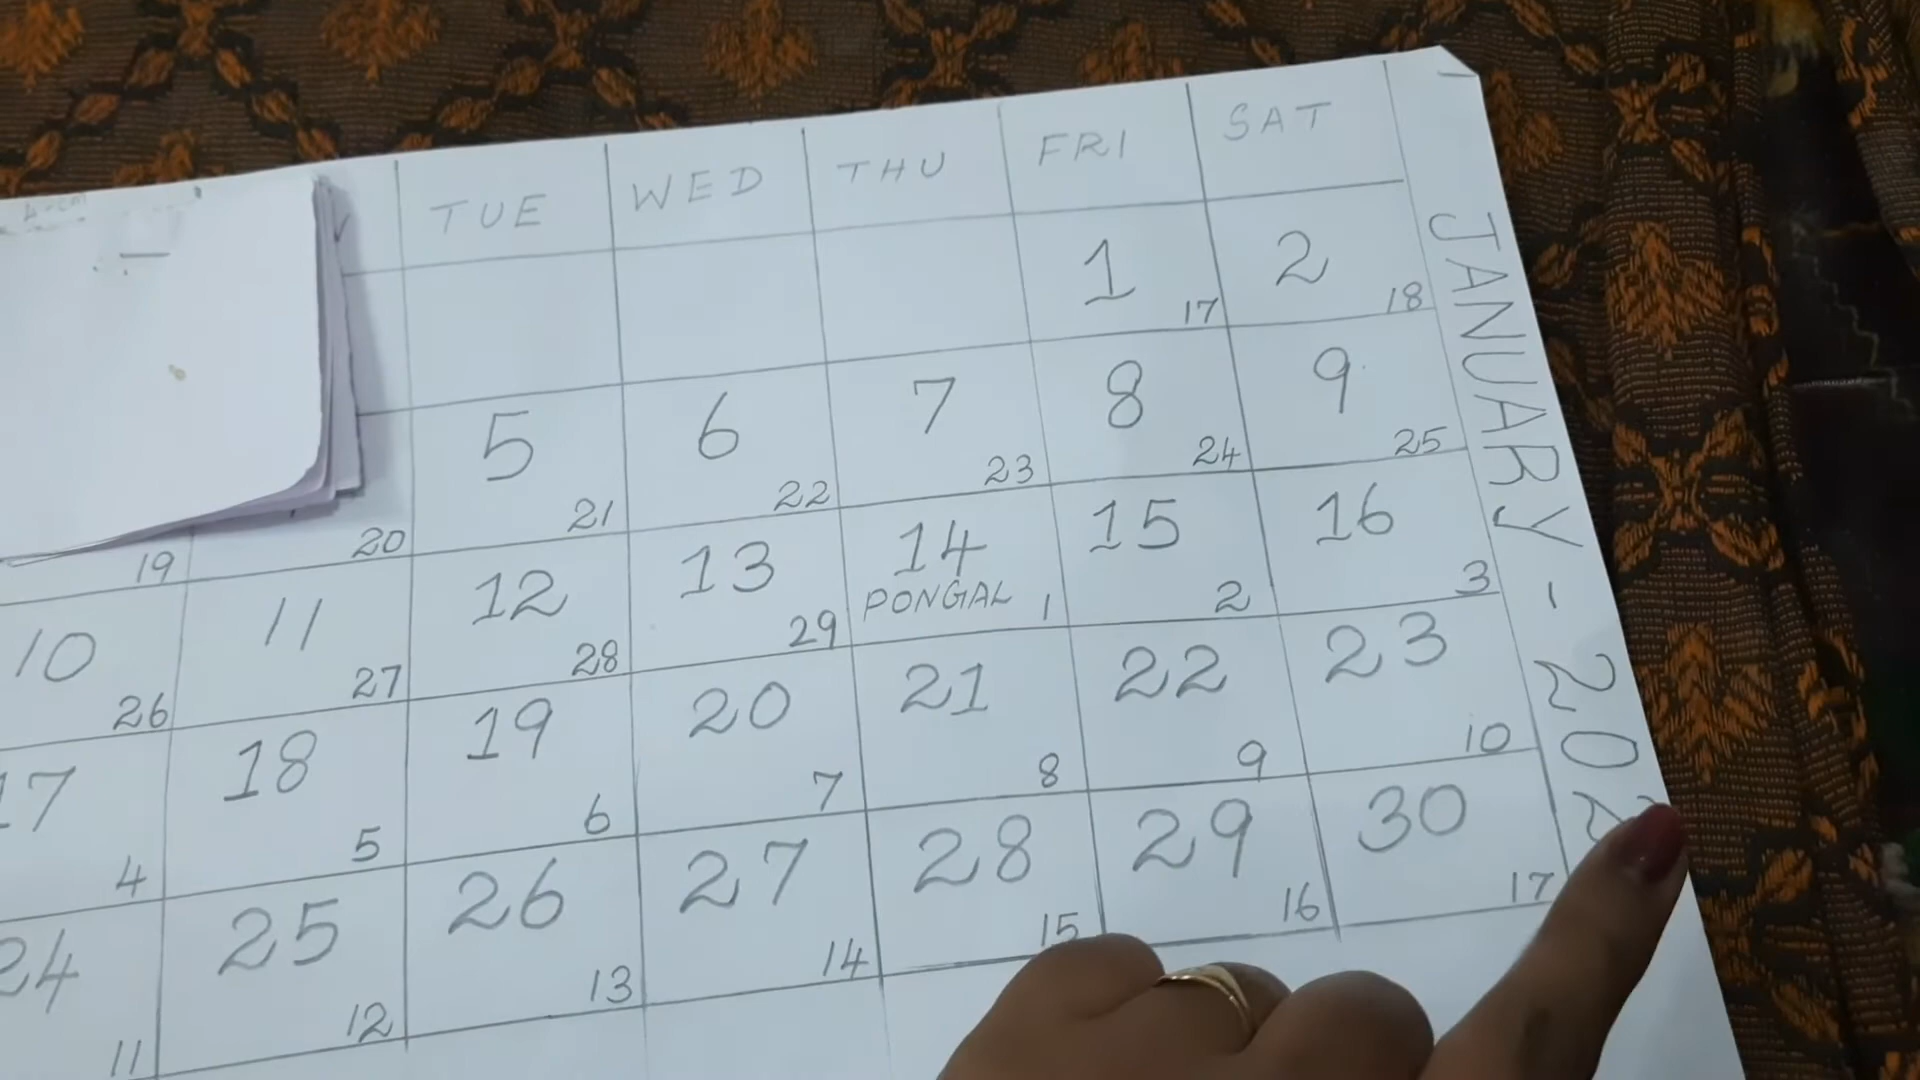 TUE WED THU FRI SAT
1 17 2 18
19 20 5 21 6 22 7 23 8 24 9 25
10 26 11 27 12 28 13 29 14 PONGAL 1 15 2 16 3
17 4 18 5 19 6 20 7 21 8 22 9 23 10
24 11 25 12 26 13 27 14 28 15 29 16 30 17
JANUARY - 202